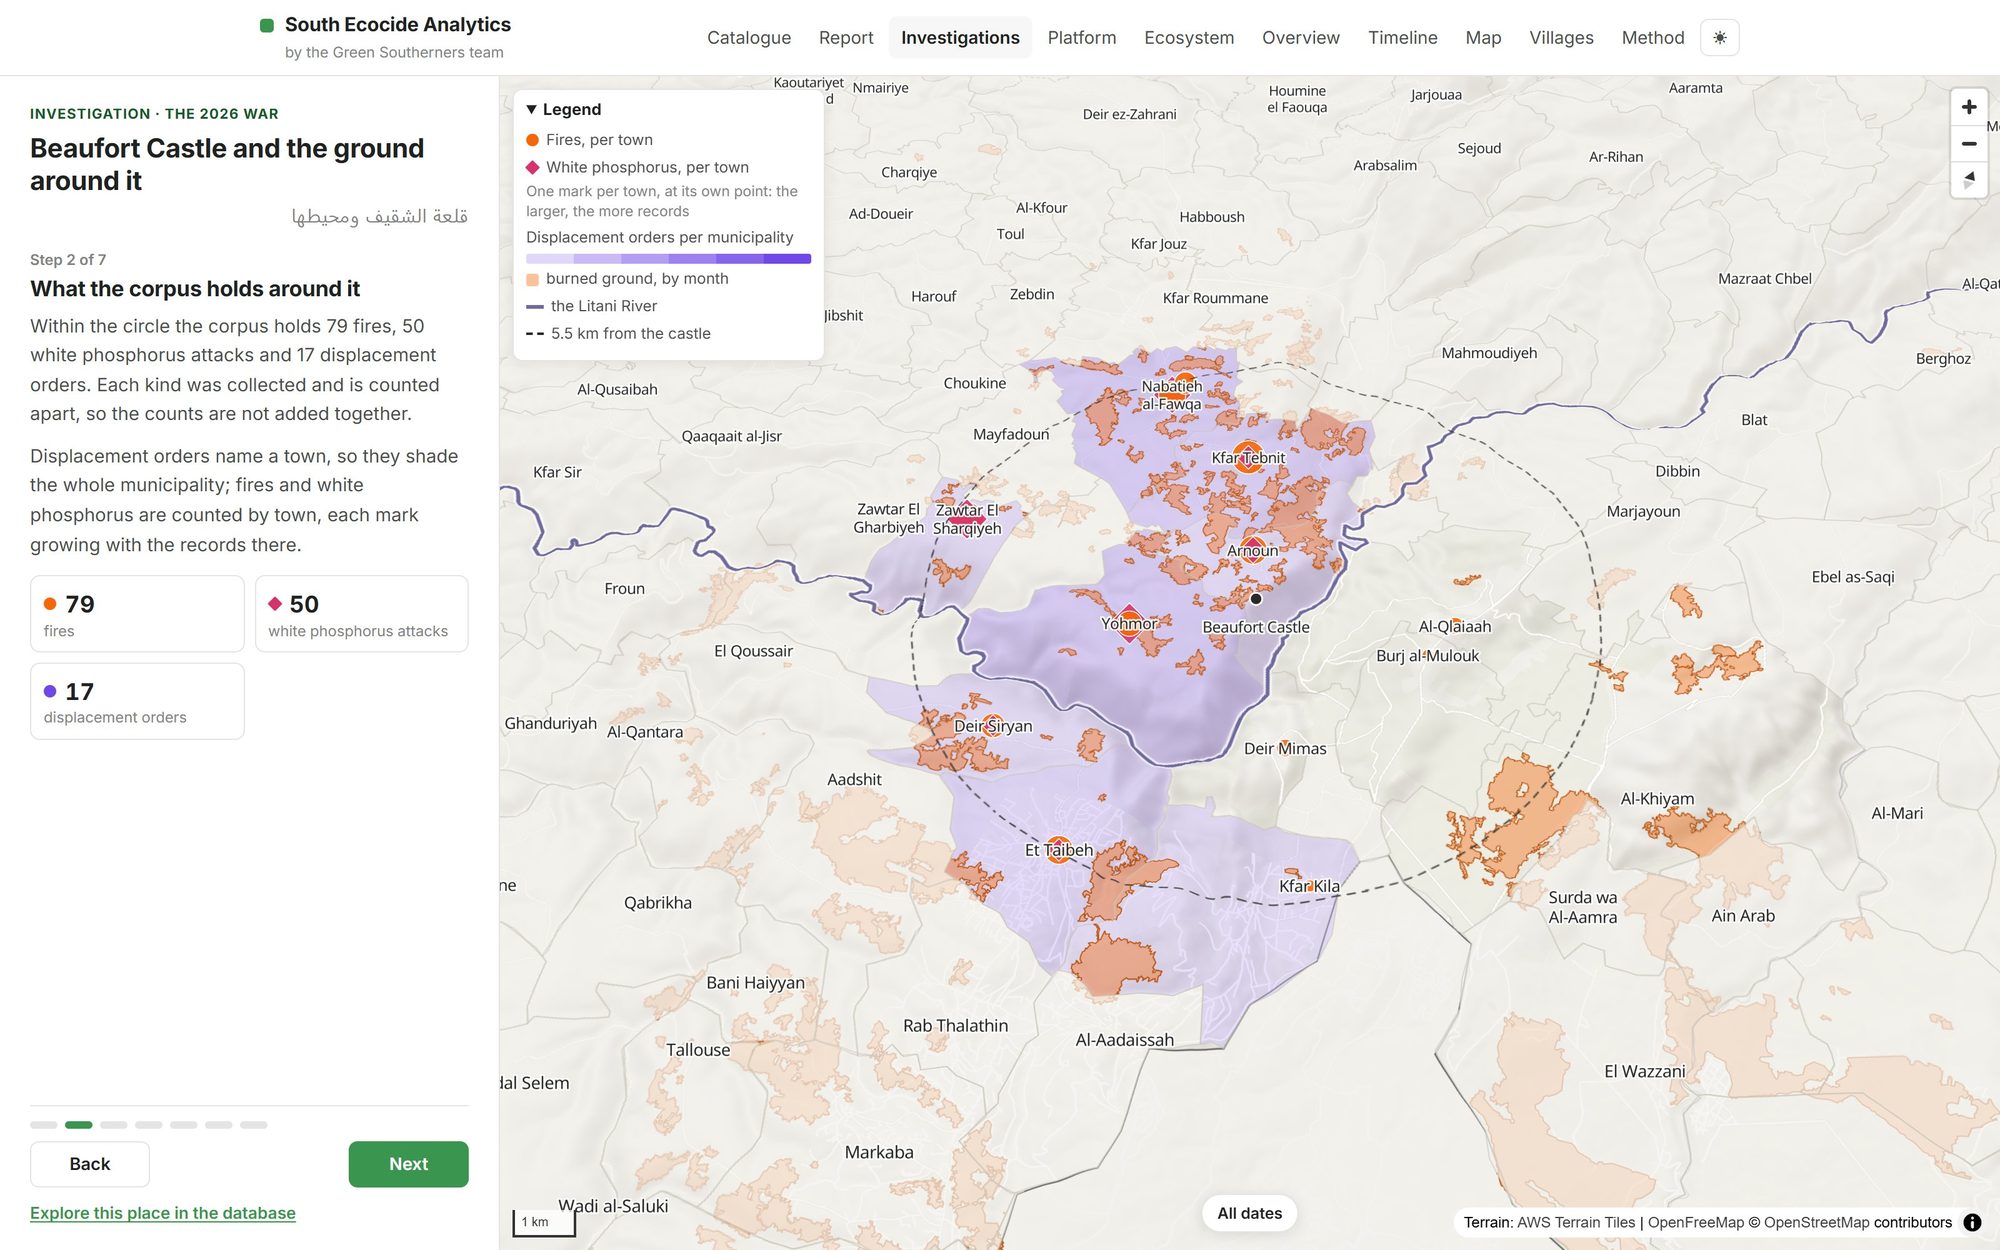 South Ecocide Analytics
by the Green Southerners team
Catalogue
Report
Investigations
Platform
Ecosystem
Overview
Timeline
Map
Villages
Method
INVESTIGATION · THE 2026 WAR
Beaufort Castle and the ground
around it
قلعة الشقيف ومحيطها
Step 2 of 7
What the corpus holds around it
Within the circle the corpus holds 79 fires, 50
white phosphorus attacks and 17 displacement
orders. Each kind was collected and is counted
apart, so the counts are not added together.
Displacement orders name a town, so they shade
the whole municipality; fires and white
phosphorus are counted by town, each mark
growing with the records there.
79
fires
50
white phosphorus attacks
17
displacement orders
Back
Next
Explore this place in the database
▼ Legend
Fires, per town
White phosphorus, per town
One mark per town, at its own point: the
larger, the more records
Displacement orders per municipality
burned ground, by month
the Litani River
5.5 km from the castle
Kaoutariyet
d
Nmairiye
Deir ez-Zahrani
Houmine
el Faouqa
Jarjouaa
Aaramta
Charqiye
Arabsalim
Sejoud
Ar-Rihan
Ad-Doueir
Al-Kfour
Toul
Habboush
Kfar Jouz
Mazraat Chbel
Harouf
Zebdin
Kfar Roummane
Jibshit
Mahmoudiyeh
Berghoz
Al-Qusaibah
Choukine
Nabatieh
al-Fawqa
Blat
Qaaqaait al-Jisr
Mayfadoun
Kfar Tebnit
Kfar Sir
Dibbin
Zawtar El
Gharbiyeh
Zawtar El
Sharqiyeh
Marjayoun
Arnoun
Froun
Ebel as-Saqi
Yohmor
Beaufort Castle
Al-Qlaiaah
El Qoussair
Burj al-Mulouk
Ghanduriyah
Al-Qantara
Deir Siryan
Deir Mimas
Aadshit
Al-Khiyam
Al-Mari
Et Taibeh
Kfar Kila
ne
Qabrikha
Surda wa
Al-Aamra
Ain Arab
Bani Haiyyan
Rab Thalathin
Al-Aadaissah
Tallouse
El Wazzani
dal Selem
Markaba
Wadi al-Saluki
1 km
All dates
Terrain: AWS Terrain Tiles | OpenFreeMap © OpenStreetMap contributors